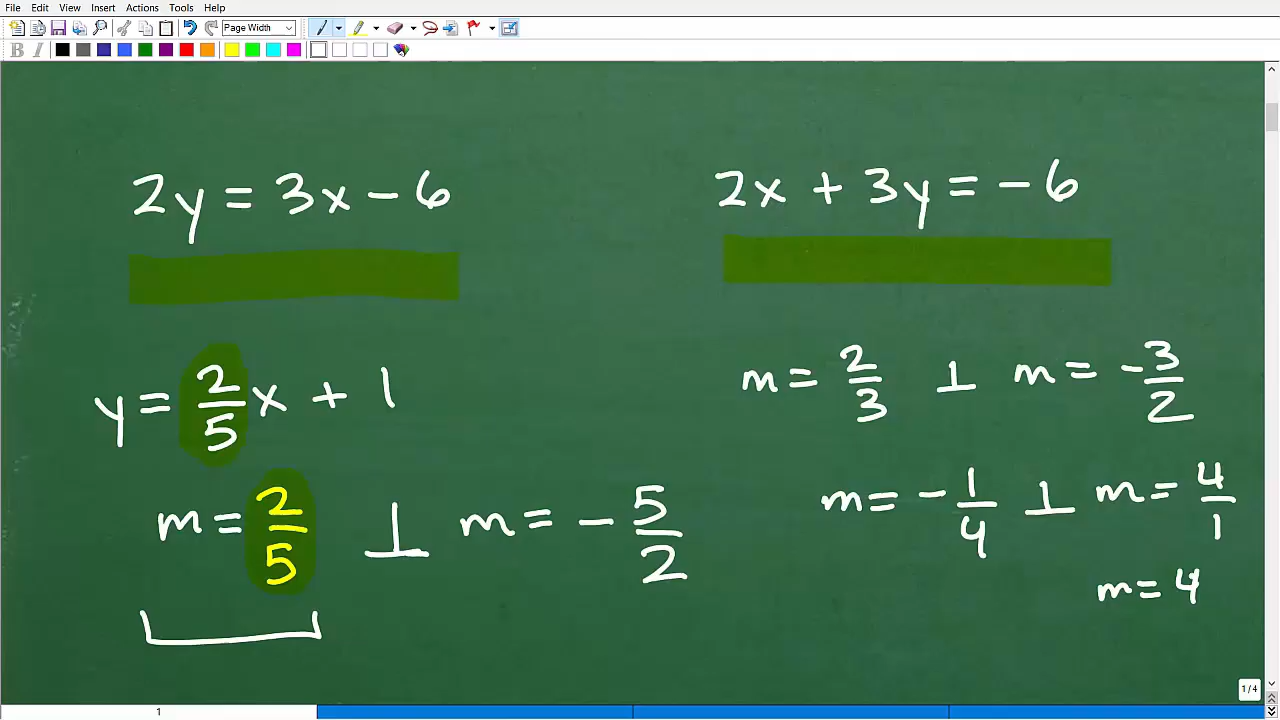 File Edit View Insert Actions Tools Help
Page Width
B I
2y = 3x - 6
2x + 3y = -6
y = 2/5 x + 1
m = 2/5 ⊥ m = - 5/2
m = 2/3 ⊥ m = - 3/2
m = - 1/4 ⊥ m = 4/1
m = 4
1/4
1